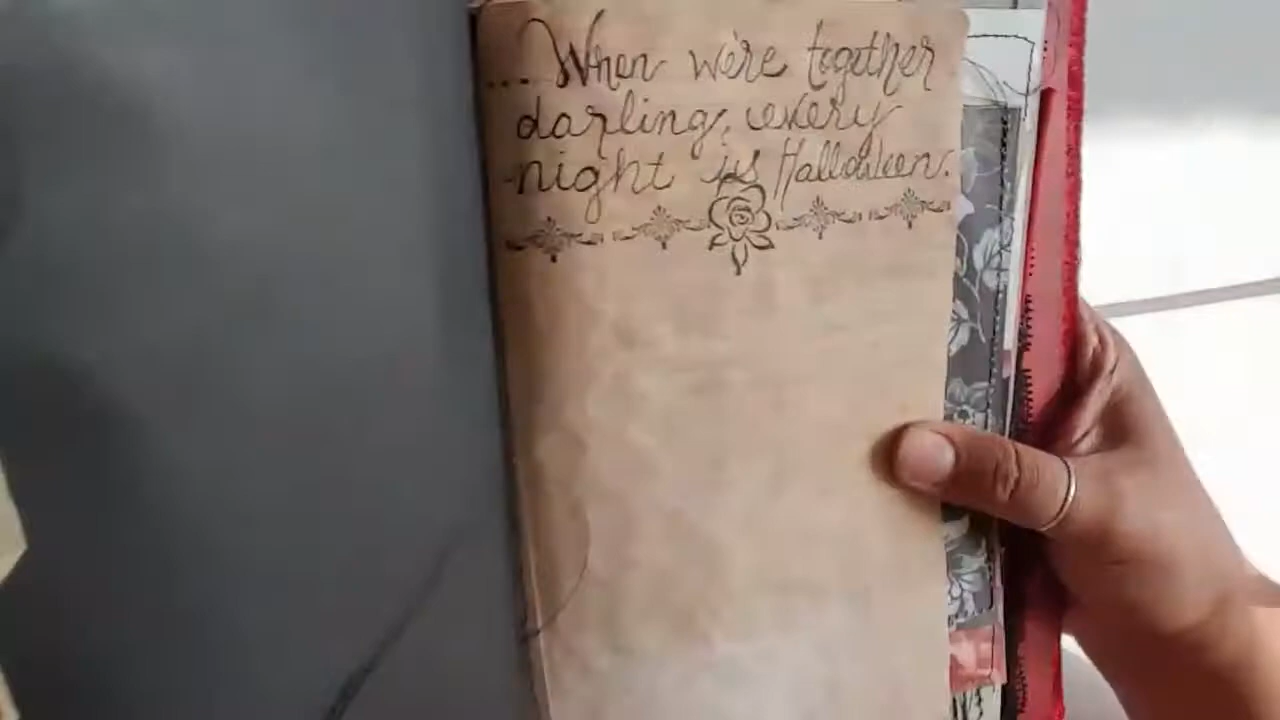 ... When we're together
darling, every
night is Halloween.